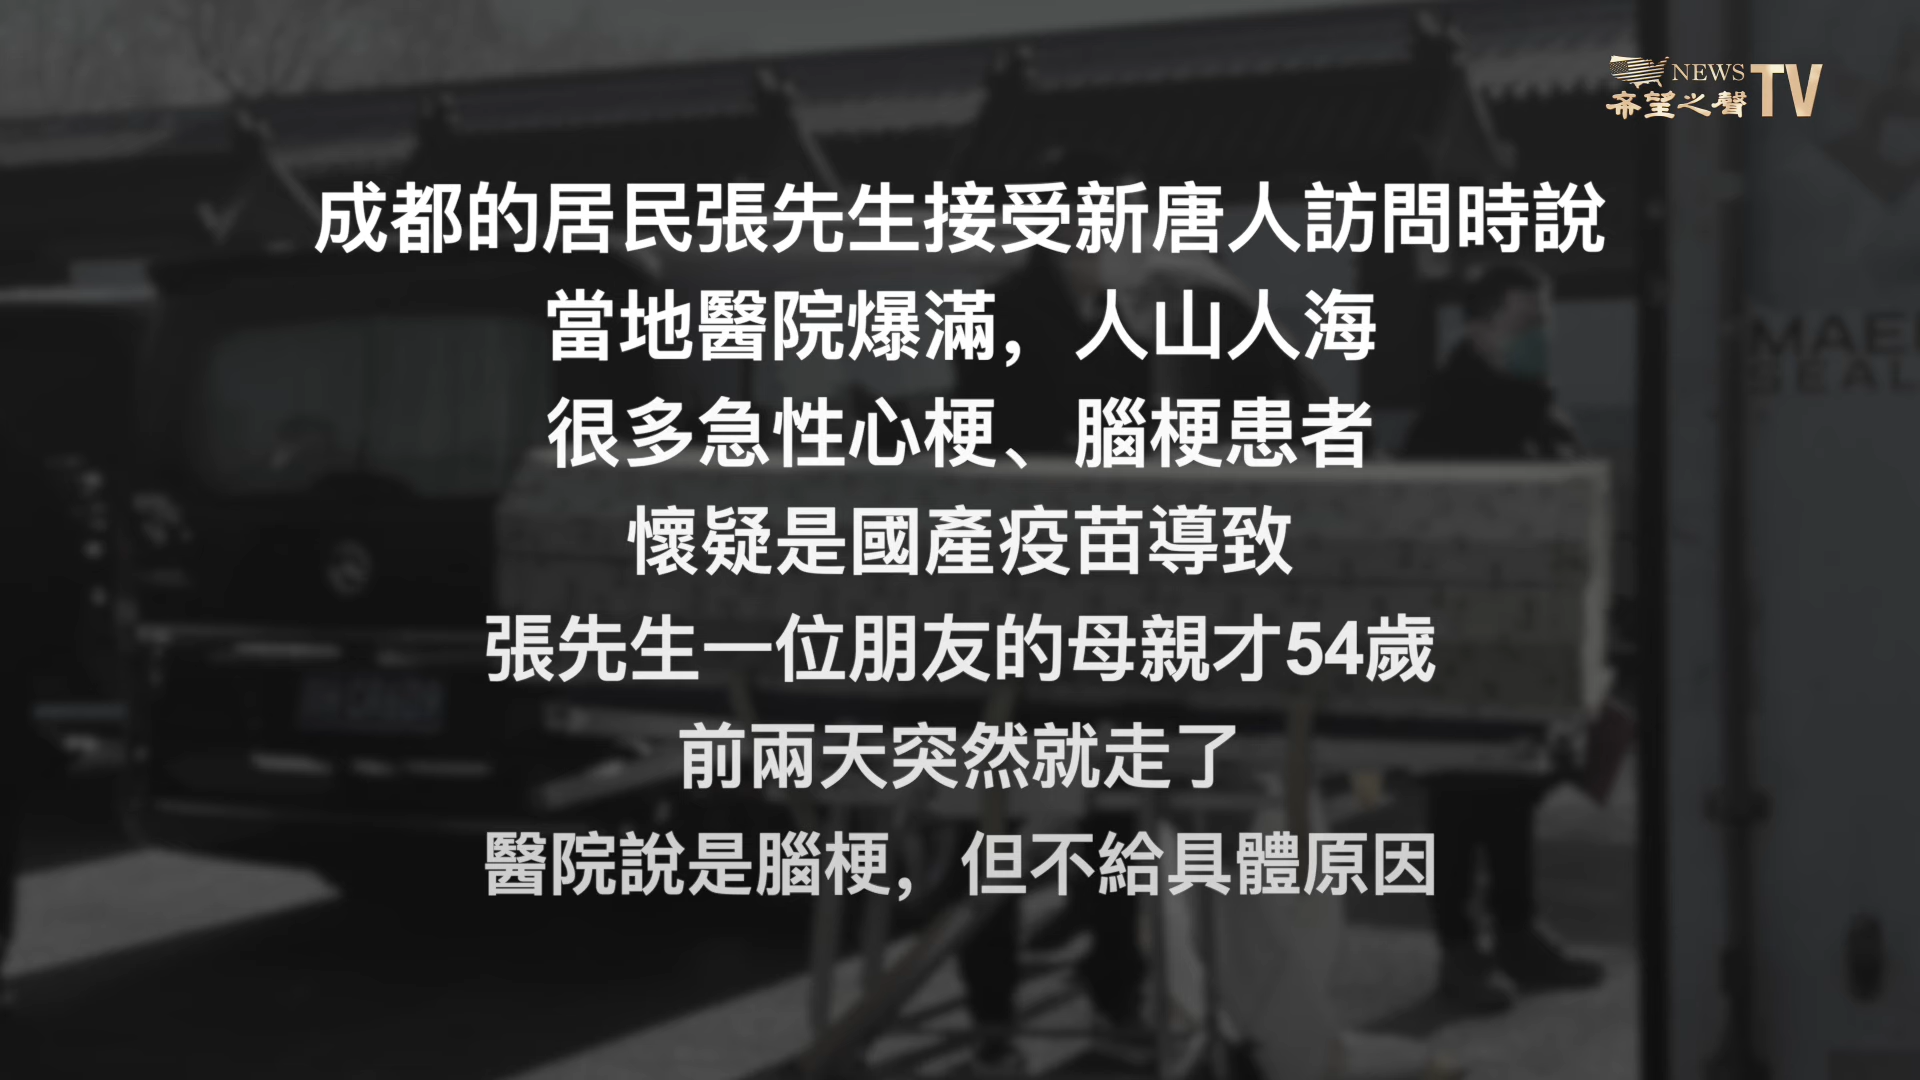 NEWS
希望之聲TV
成都的居民張先生接受新唐人訪問時說
當地醫院爆滿，人山人海
很多急性心梗、腦梗患者
懷疑是國產疫苗導致
張先生一位朋友的母親才54歲
前兩天突然就走了
醫院說是腦梗，但不給具體原因
MAE
SEAL